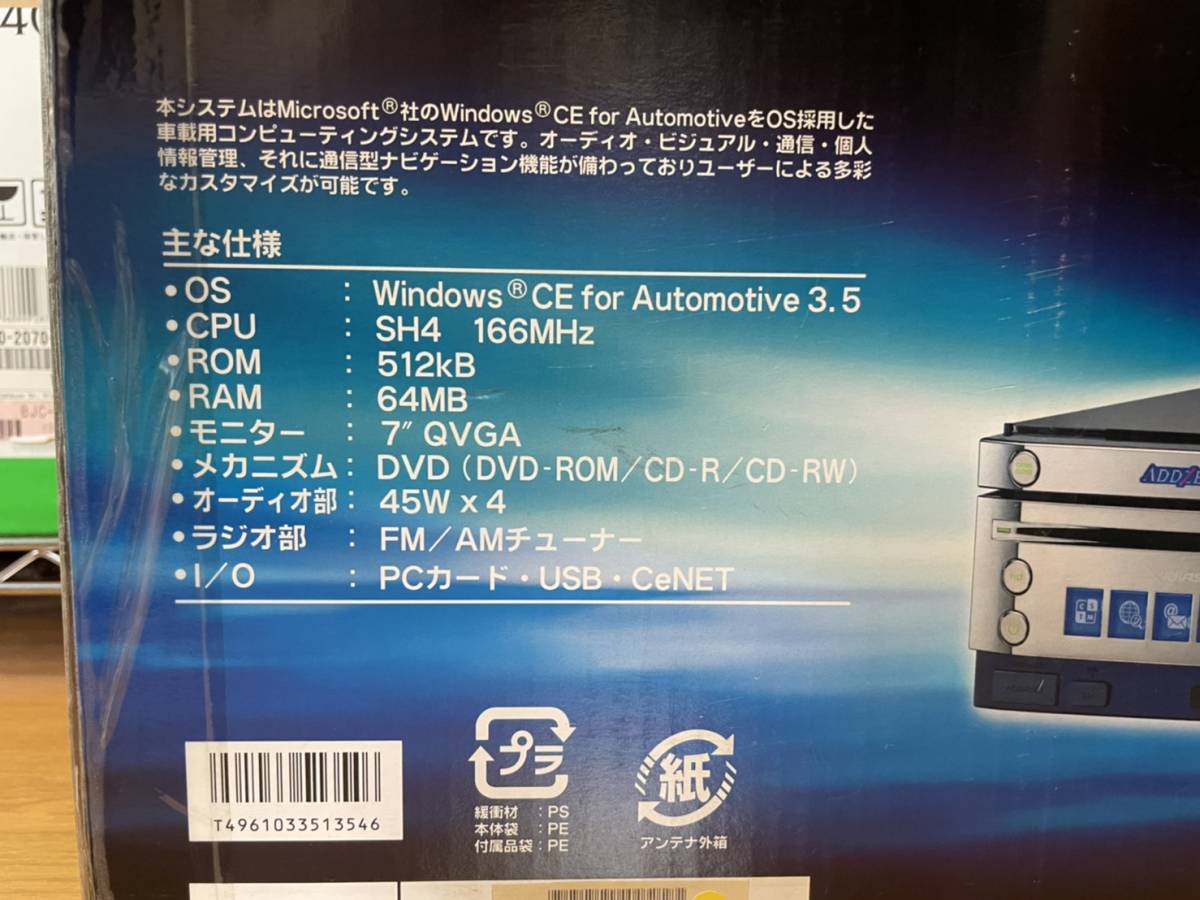 本システムはMicrosoft®社のWindows®CE for AutomotiveをOS採用した
車載用コンピューティングシステムです。オーディオ・ビジュアル・通信・個人
情報管理、それに通信型ナビゲーション機能が備わっておりユーザーによる多彩
なカスタマイズが可能です。
主な仕様
•OS : Windows®CE for Automotive 3.5
•CPU : SH4 166MHz
•ROM : 512kB
•RAM : 64MB
•モニター : 7″QVGA
•メカニズム : DVD（DVD-ROM／CD-R／CD-RW）
•オーディオ部 : 45W x 4
•ラジオ部 : FM／AMチューナー
•I／O : PCカード・USB・CeNET
プラ
緩衝材 : PS
本体袋 : PE
付属品袋 : PE
紙
アンテナ外箱
T4961033513546